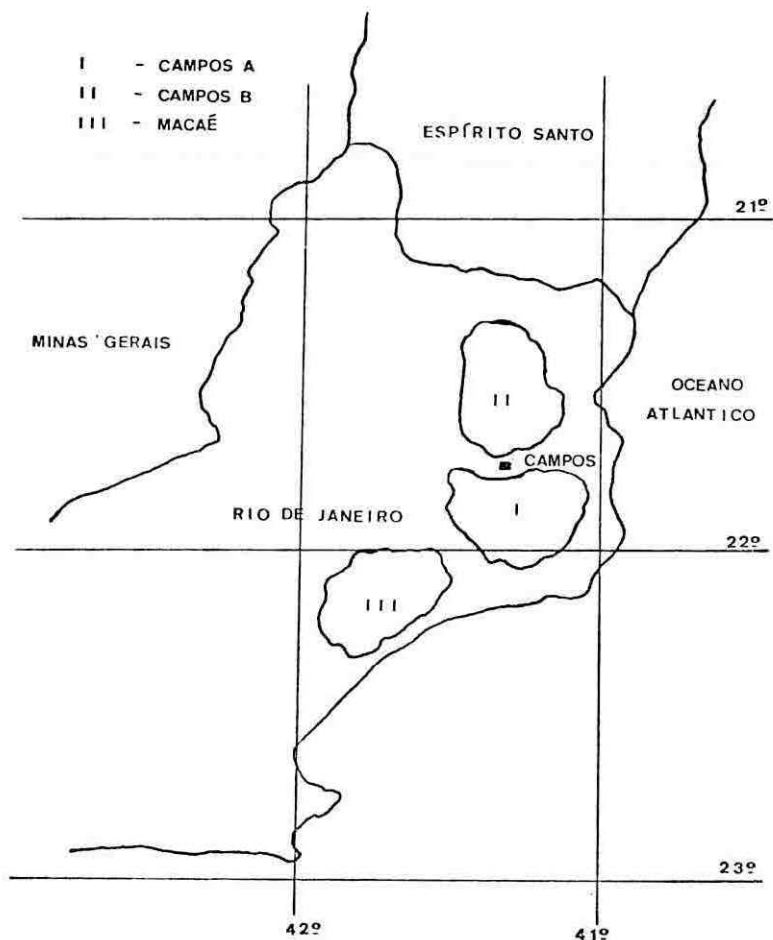 I - CAMPOS A
II - CAMPOS B
III - MACAÉ
ESPÍRITO SANTO
21º
MINAS GERAIS
OCEANO
ATLANTICO
II
CAMPOS
I
RIO DE JANEIRO
22º
III
23º
42º
41º